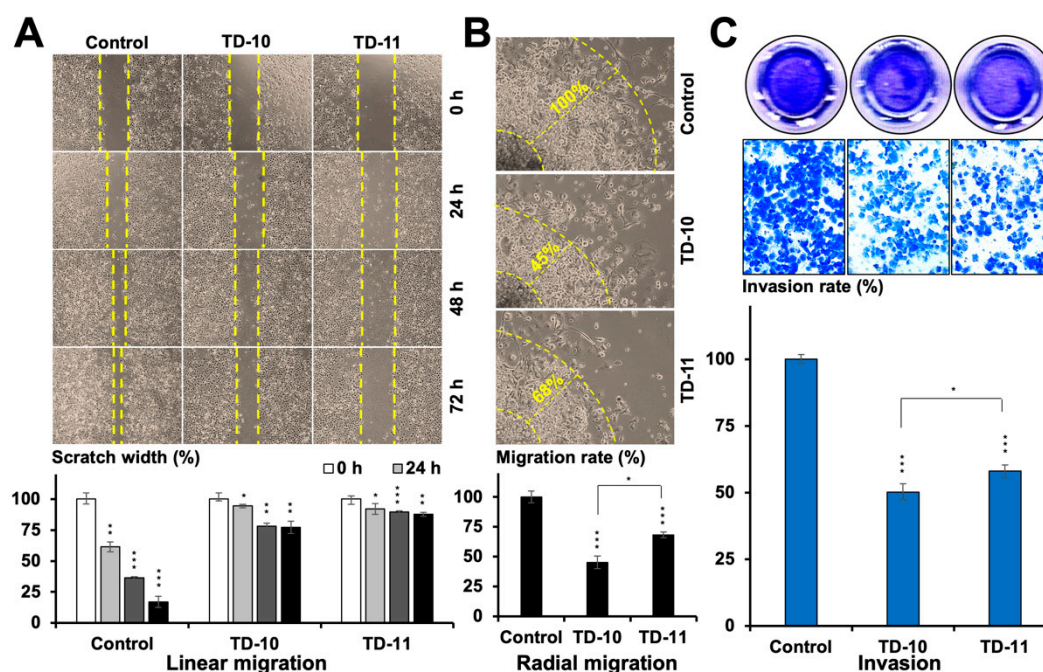 A
Control TD-10 TD-11
0 h
24 h
48 h
72 h
Scratch width (%)
0 h 24 h
100
75
50
25
0
* ** ** * *** **
** *** ***
Control TD-10 TD-11
Linear migration
B
100%
Control
45%
TD-10
68%
TD-11
Migration rate (%)
100
75
50
25
0
*
***
***
Control TD-10 TD-11
Radial migration
C
Invasion rate (%)
100
50
0
*
***
***
Control TD-10 TD-11
Invasion